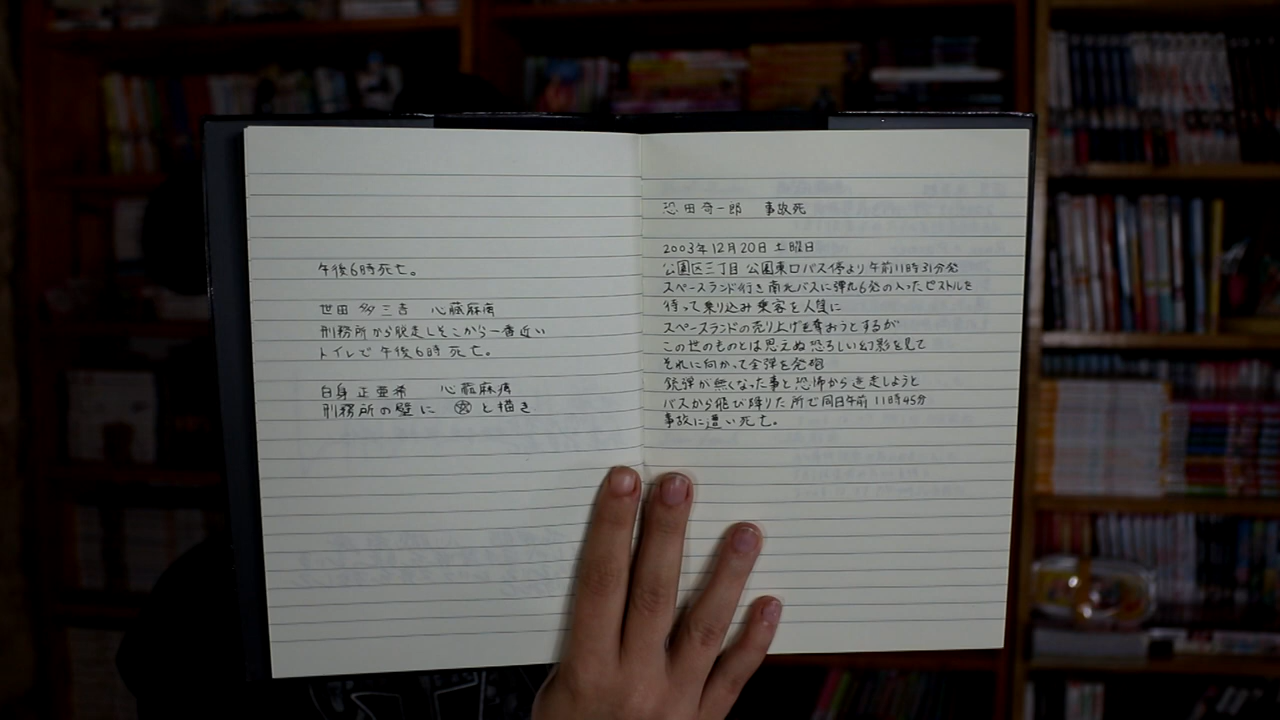 午後6時死亡。
世田 多三吉 心臓麻痺
刑務所から脱走しそこから一番近い
トイレで午後6時 死亡。
白身 正亜希 心臓麻痺
刑務所の壁に と描き
恐田奇一郎 事故死
2003年12月20日 土曜日
公園区三丁目 公園東口バス停より午前11時31分発
スペースランド行き南北バスに弾丸6発の入ったピストルを
待って乗り込み乗客を人質に
スペースランドの売り上げを奪おうとするが
この世のものとは思えぬ恐ろしい幻影を見て
それに向かって全弾を発砲
銃弾が無くなった事と恐怖から逃走しようと
バスから飛び降りた所で同日午前11時45分
事故に遭い死亡。